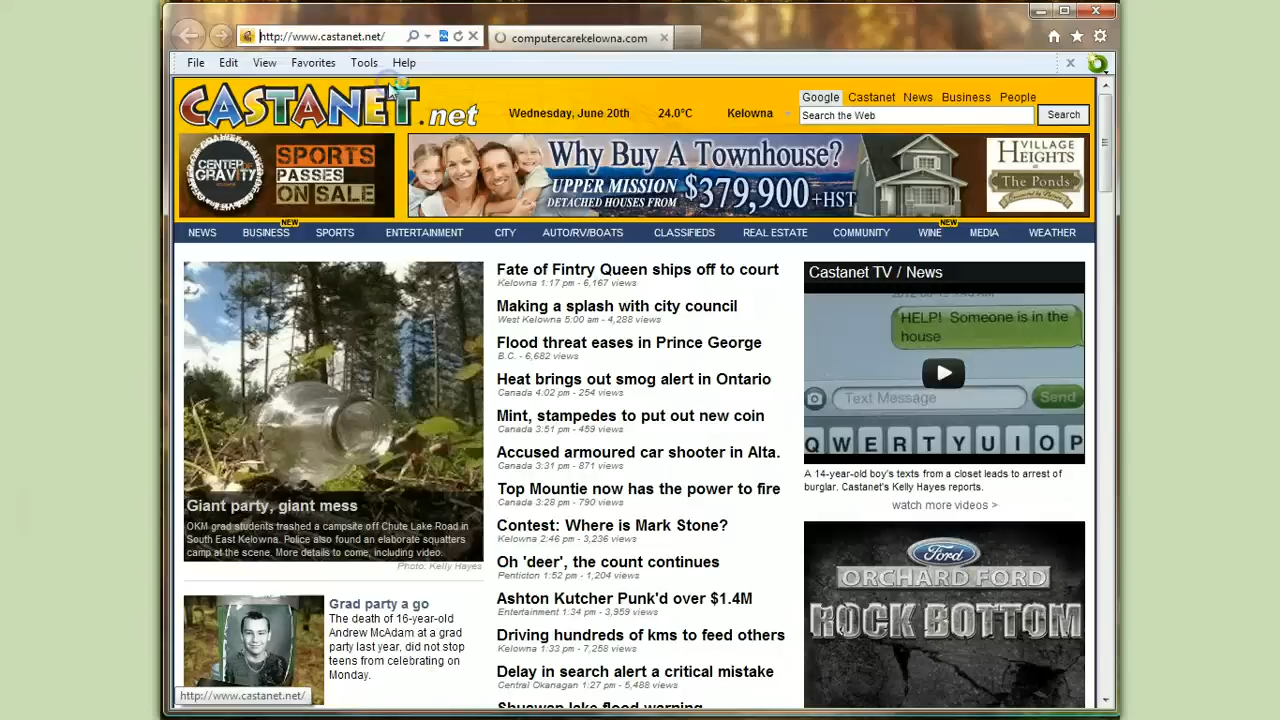 http://www.castanet.net/
computercarekelowna.com
File Edit View Favorites Tools Help
CASTANET.net
Wednesday, June 20th 24.0°C Kelowna
Google Castanet News Business People
Search the Web Search
CENTER OF GRAVITY
SPORTS
PASSES
ON SALE
Why Buy A Townhouse?
UPPER MISSION
DETACHED HOUSES FROM $379,900 +HST
VILLAGE
HEIGHTS
AT
The Ponds
NEWS BUSINESS NEW SPORTS ENTERTAINMENT CITY AUTO/RV/BOATS CLASSIFIEDS REAL ESTATE COMMUNITY WINE NEW MEDIA WEATHER
Giant party, giant mess
OKM grad students trashed a campsite off Chute Lake Road in
South East Kelowna. Police also found an elaborate squatters
camp at the scene. More details to come, including video.
Photo: Kelly Hayes
Grad party a go
The death of 16-year-old
Andrew McAdam at a grad
party last year, did not stop
teens from celebrating on
Monday.
http://www.castanet.net/
Fate of Fintry Queen ships off to court
Kelowna 1:17 pm - 6,167 views
Making a splash with city council
West Kelowna 5:00 am - 4,288 views
Flood threat eases in Prince George
B.C. - 6,682 views
Heat brings out smog alert in Ontario
Canada 4:02 pm - 254 views
Mint, stampedes to put out new coin
Canada 3:51 pm - 459 views
Accused armoured car shooter in Alta.
Canada 3:31 pm - 871 views
Top Mountie now has the power to fire
Canada 3:28 pm - 790 views
Contest: Where is Mark Stone?
Kelowna 2:46 pm - 3,236 views
Oh 'deer', the count continues
Penticton 1:52 pm - 1,204 views
Ashton Kutcher Punk'd over $1.4M
Entertainment 1:34 pm - 3,959 views
Driving hundreds of kms to feed others
Kelowna 1:33 pm - 7,258 views
Delay in search alert a critical mistake
Central Okanagan 1:27 pm - 5,488 views
Shuswap lake flood warning
Castanet TV / News
HELP! Someone is in the
house
Text Message Send
QWERTYUIOP
A 14-year-old boy's texts from a closet leads to arrest of
burglar. Castanet's Kelly Hayes reports.
watch more videos >
Ford
ORCHARD FORD
ROCK BOTTOM